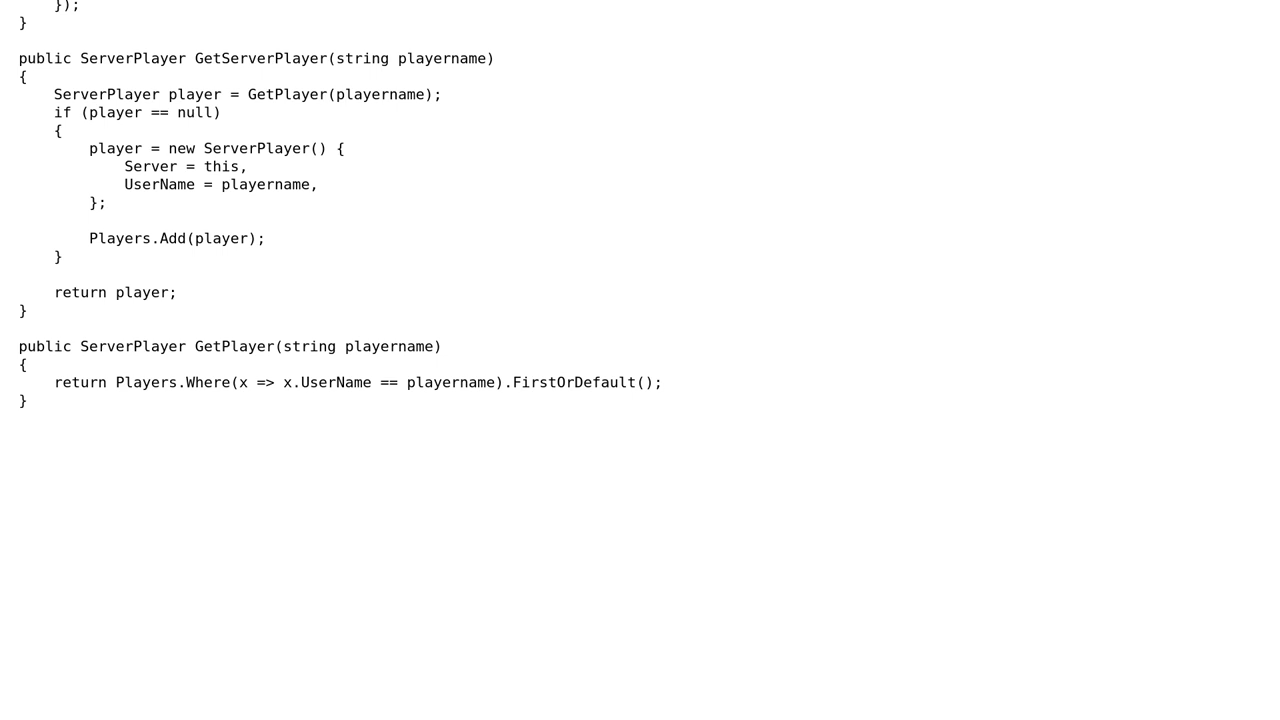 });
}

public ServerPlayer GetServerPlayer(string playername)
{
    ServerPlayer player = GetPlayer(playername);
    if (player == null)
    {
        player = new ServerPlayer() {
            Server = this,
            UserName = playername,
        };

        Players.Add(player);
    }

    return player;
}

public ServerPlayer GetPlayer(string playername)
{
    return Players.Where(x => x.UserName == playername).FirstOrDefault();
}